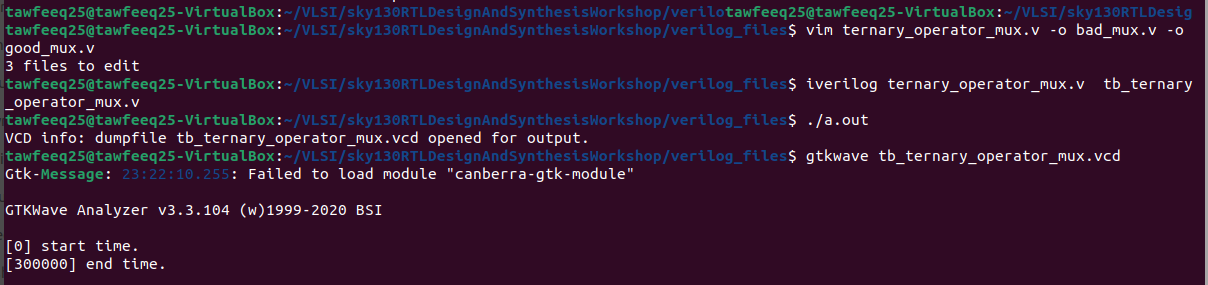 tawfeeq25@tawfeeq25-VirtualBox:~/VLSI/sky130RTLDesignAndSynthesisWorkshop/verilotawfeeq25@tawfeeq25-VirtualBox:~/VLSI/sky130RTLDesig
tawfeeq25@tawfeeq25-VirtualBox:~/VLSI/sky130RTLDesignAndSynthesisWorkshop/verilog_files$ vim ternary_operator_mux.v -o bad_mux.v -o
good_mux.v
3 files to edit
tawfeeq25@tawfeeq25-VirtualBox:~/VLSI/sky130RTLDesignAndSynthesisWorkshop/verilog_files$ iverilog ternary_operator_mux.v  tb_ternary
_operator_mux.v
tawfeeq25@tawfeeq25-VirtualBox:~/VLSI/sky130RTLDesignAndSynthesisWorkshop/verilog_files$ ./a.out
VCD info: dumpfile tb_ternary_operator_mux.vcd opened for output.
tawfeeq25@tawfeeq25-VirtualBox:~/VLSI/sky130RTLDesignAndSynthesisWorkshop/verilog_files$ gtkwave tb_ternary_operator_mux.vcd
Gtk-Message: 23:22:10.255: Failed to load module "canberra-gtk-module"
GTKWave Analyzer v3.3.104 (w)1999-2020 BSI
[0] start time.
[300000] end time.